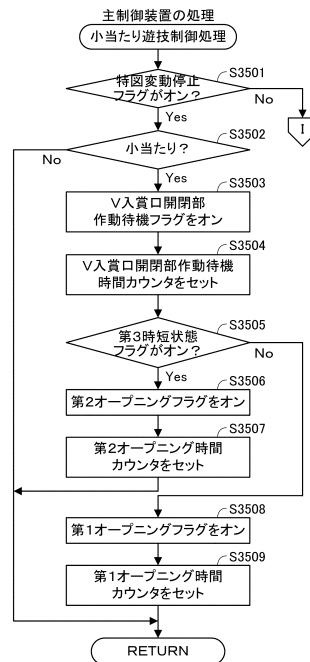 主制御装置の処理
小当たり遊技制御処理
S3501
特図変動停止
フラグがオン？
No
I
Yes
S3502
小当たり？
No
Yes
S3503
V入賞口開閉部
作動待機フラグをオン
S3504
V入賞口開閉部作動待機
時間カウンタをセット
S3505
第3時短状態
フラグがオン？
No
Yes
S3506
第2オープニングフラグをオン
S3507
第2オープニング時間
カウンタをセット
S3508
第1オープニングフラグをオン
S3509
第1オープニング時間
カウンタをセット
RETURN